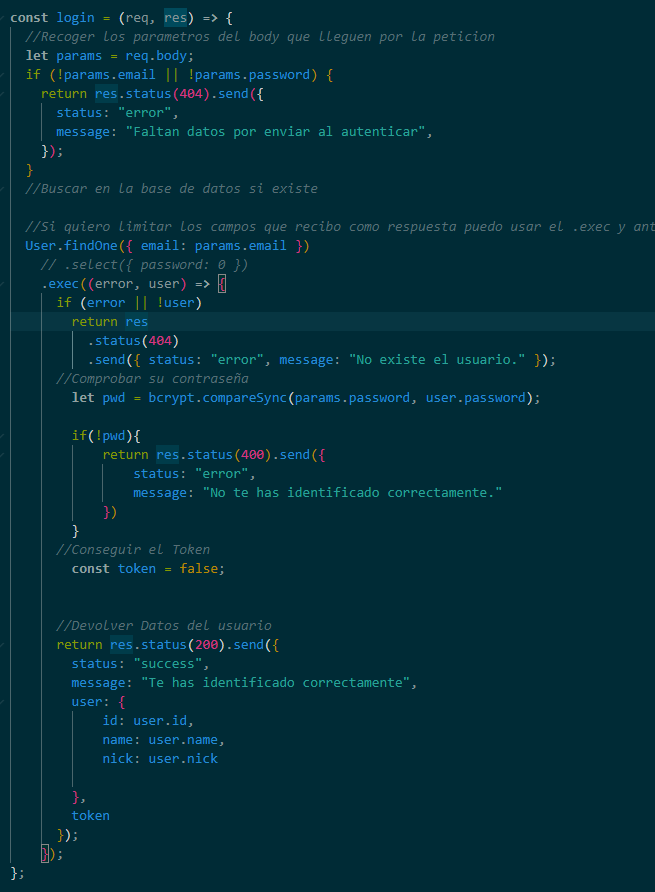 const login = (req, res) => {
//Recoger los parametros del body que lleguen por la peticion
let params = req.body;
if (!params.email || !params.password) {
return res.status(404).send({
status: "error",
message: "Faltan datos por enviar al autenticar",
});
}
//Buscar en la base de datos si existe
//Si quiero limitar los campos que recibo como respuesta puedo usar el .exec y ant
User.findOne({ email: params.email })
// .select({ password: 0 })
.exec((error, user) => {
if (error || !user)
return res
.status(404)
.send({ status: "error", message: "No existe el usuario." });
//Comprobar su contraseña
let pwd = bcrypt.compareSync(params.password, user.password);
if(!pwd){
return res.status(400).send({
status: "error",
message: "No te has identificado correctamente."
})
}
//Conseguir el Token
const token = false;
//Devolver Datos del usuario
return res.status(200).send({
status: "success",
message: "Te has identificado correctamente",
user: {
id: user.id,
name: user.name,
nick: user.nick
},
token
});
});
};